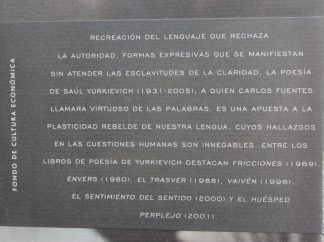 RECREACIÓN DEL LENGUAJE QUE RECHAZA
LA AUTORIDAD, FORMAS EXPRESIVAS QUE SE MANIFIESTAN
SIN ATENDER LAS ESCLAVITUDES DE LA CLARIDAD, LA POESÍA
DE SAÚL YURKIEVICH (1931-2005), A QUIEN CARLOS FUENTES
LLAMARA VIRTUOSO DE LAS PALABRAS, ES UNA APUESTA A LA
PLASTICIDAD REBELDE DE NUESTRA LENGUA, CUYOS HALLAZGOS
EN LAS CUESTIONES HUMANAS SON INNEGABLES. ENTRE LOS
LIBROS DE POESÍA DE YURKIEVICH DESTACAN FRICCIONES (1969),
ENVERS (1980), EL TRASVER (1988), VAIVÉN (1996),
EL SENTIMIENTO DEL SENTIDO (2000) Y EL HUÉSPED
PERPLEJO (2001).
FONDO DE CULTURA ECONÓMICA